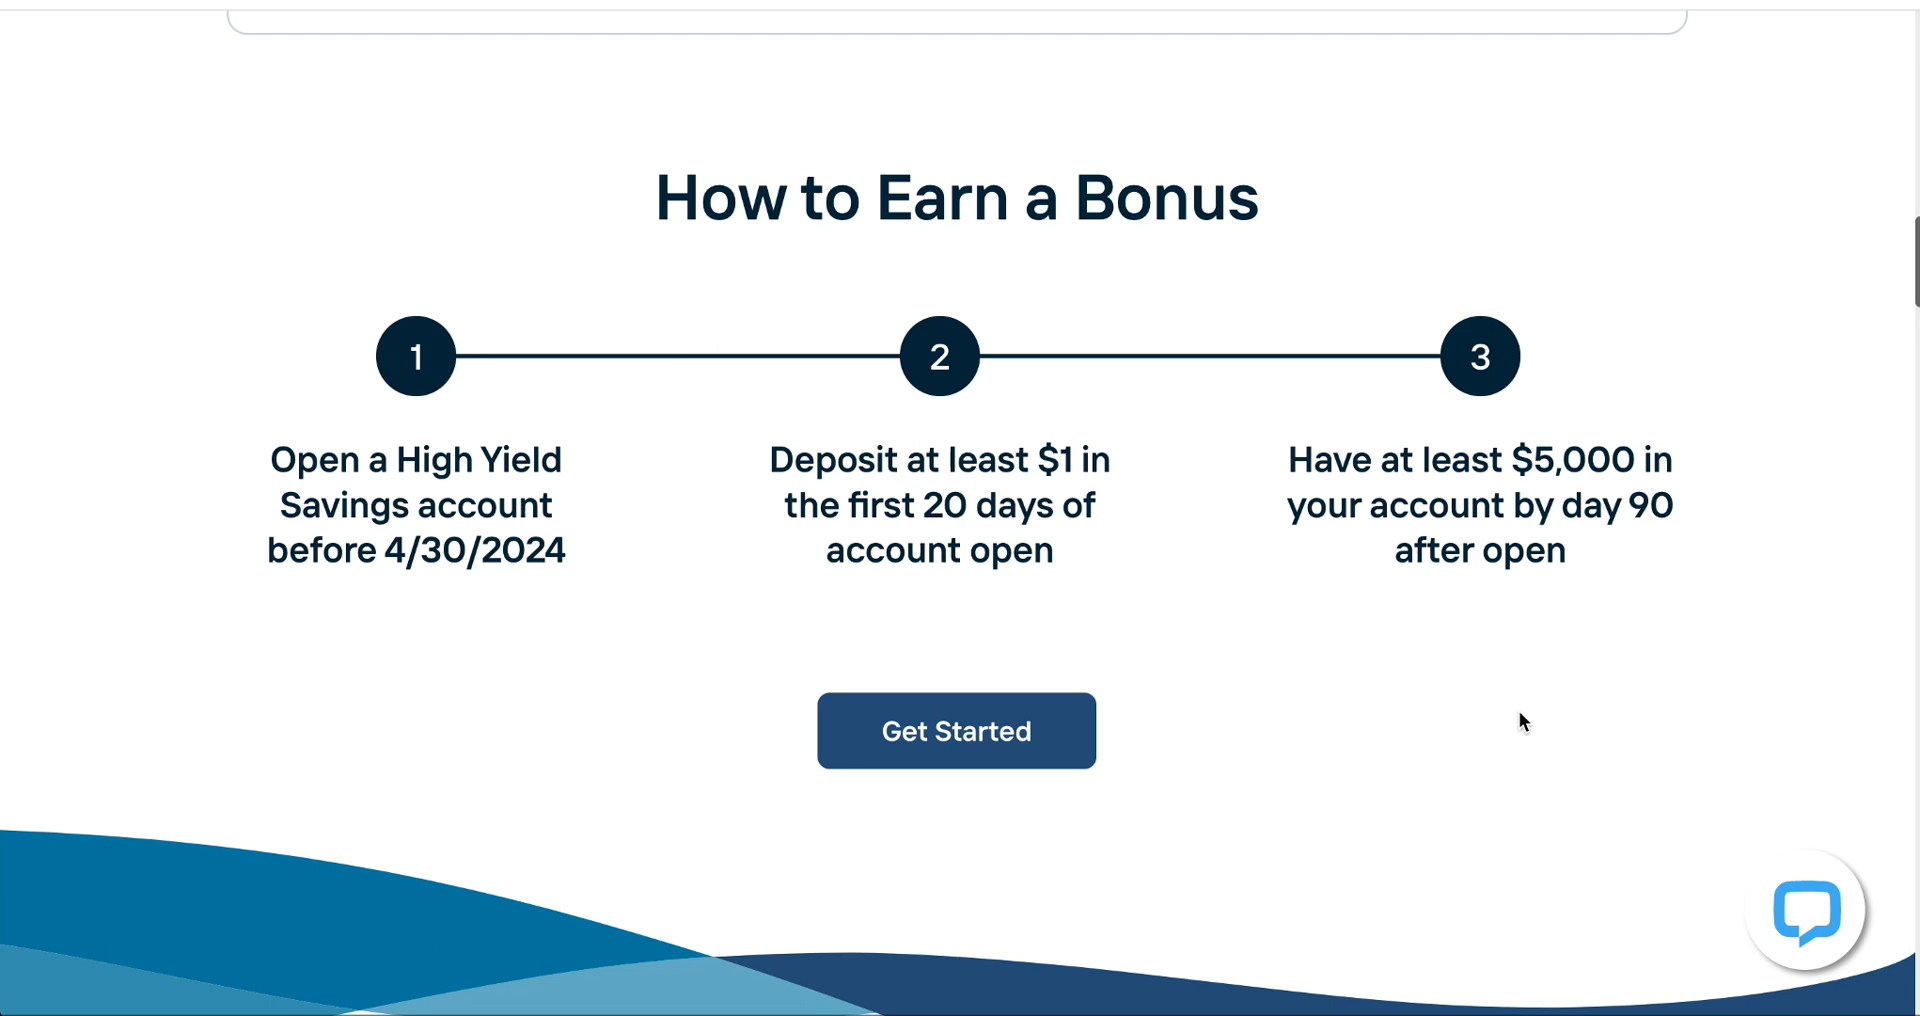 How to Earn a Bonus
1
2
3
Open a High Yield
Savings account
before 4/30/2024
Deposit at least $1 in
the first 20 days of
account open
Have at least $5,000 in
your account by day 90
after open
Get Started